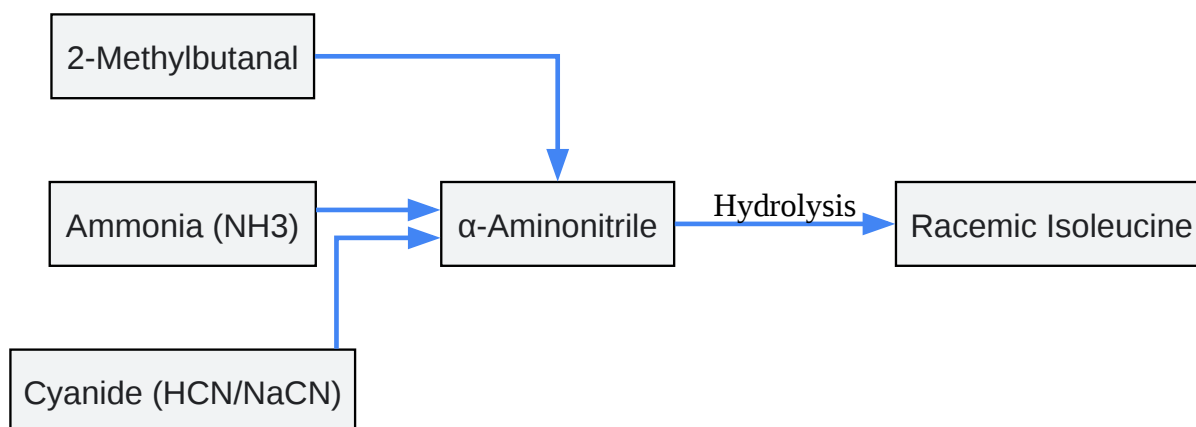 2-Methylbutanal
Ammonia (NH3)
α-Aminonitrile
Hydrolysis
Racemic Isoleucine
Cyanide (HCN/NaCN)